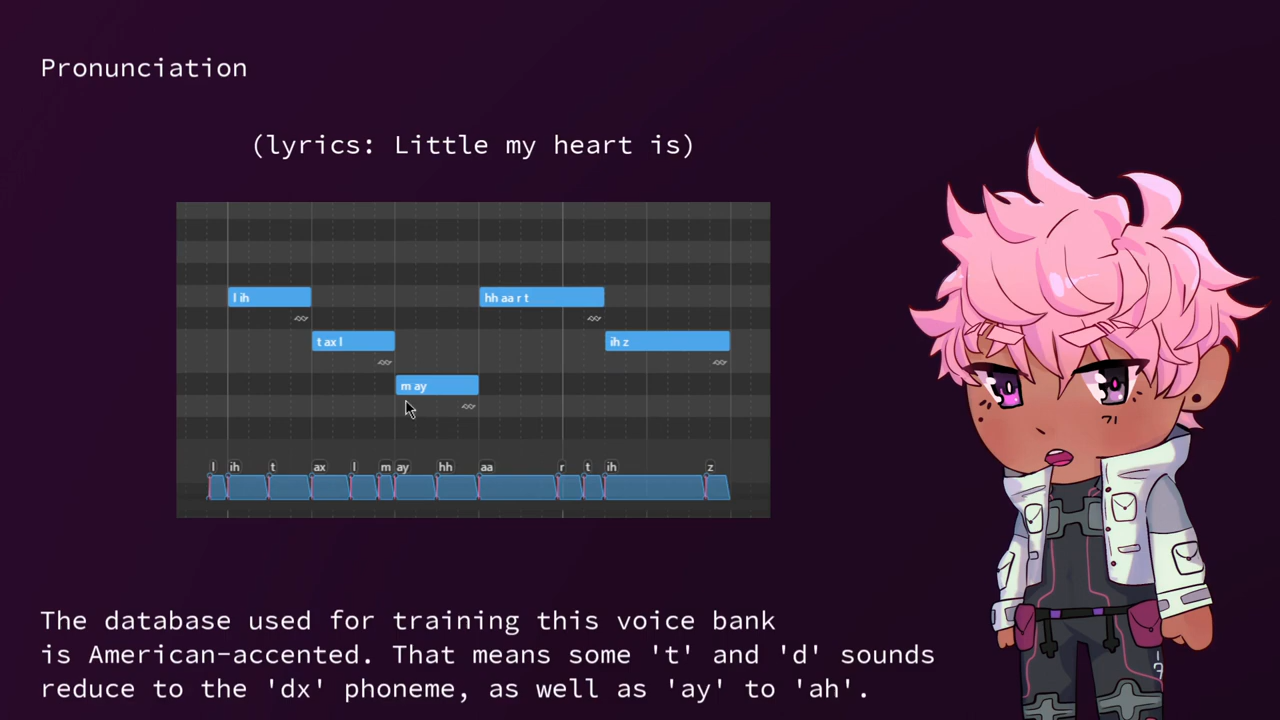 Pronunciation
(lyrics: Little my heart is)
l ih
hh aa r t
t ax l
ih z
m ay
l ih t ax l m ay hh aa r t ih z
The database used for training this voice bank
is American-accented. That means some 't' and 'd' sounds
reduce to the 'dx' phoneme, as well as 'ay' to 'ah'.